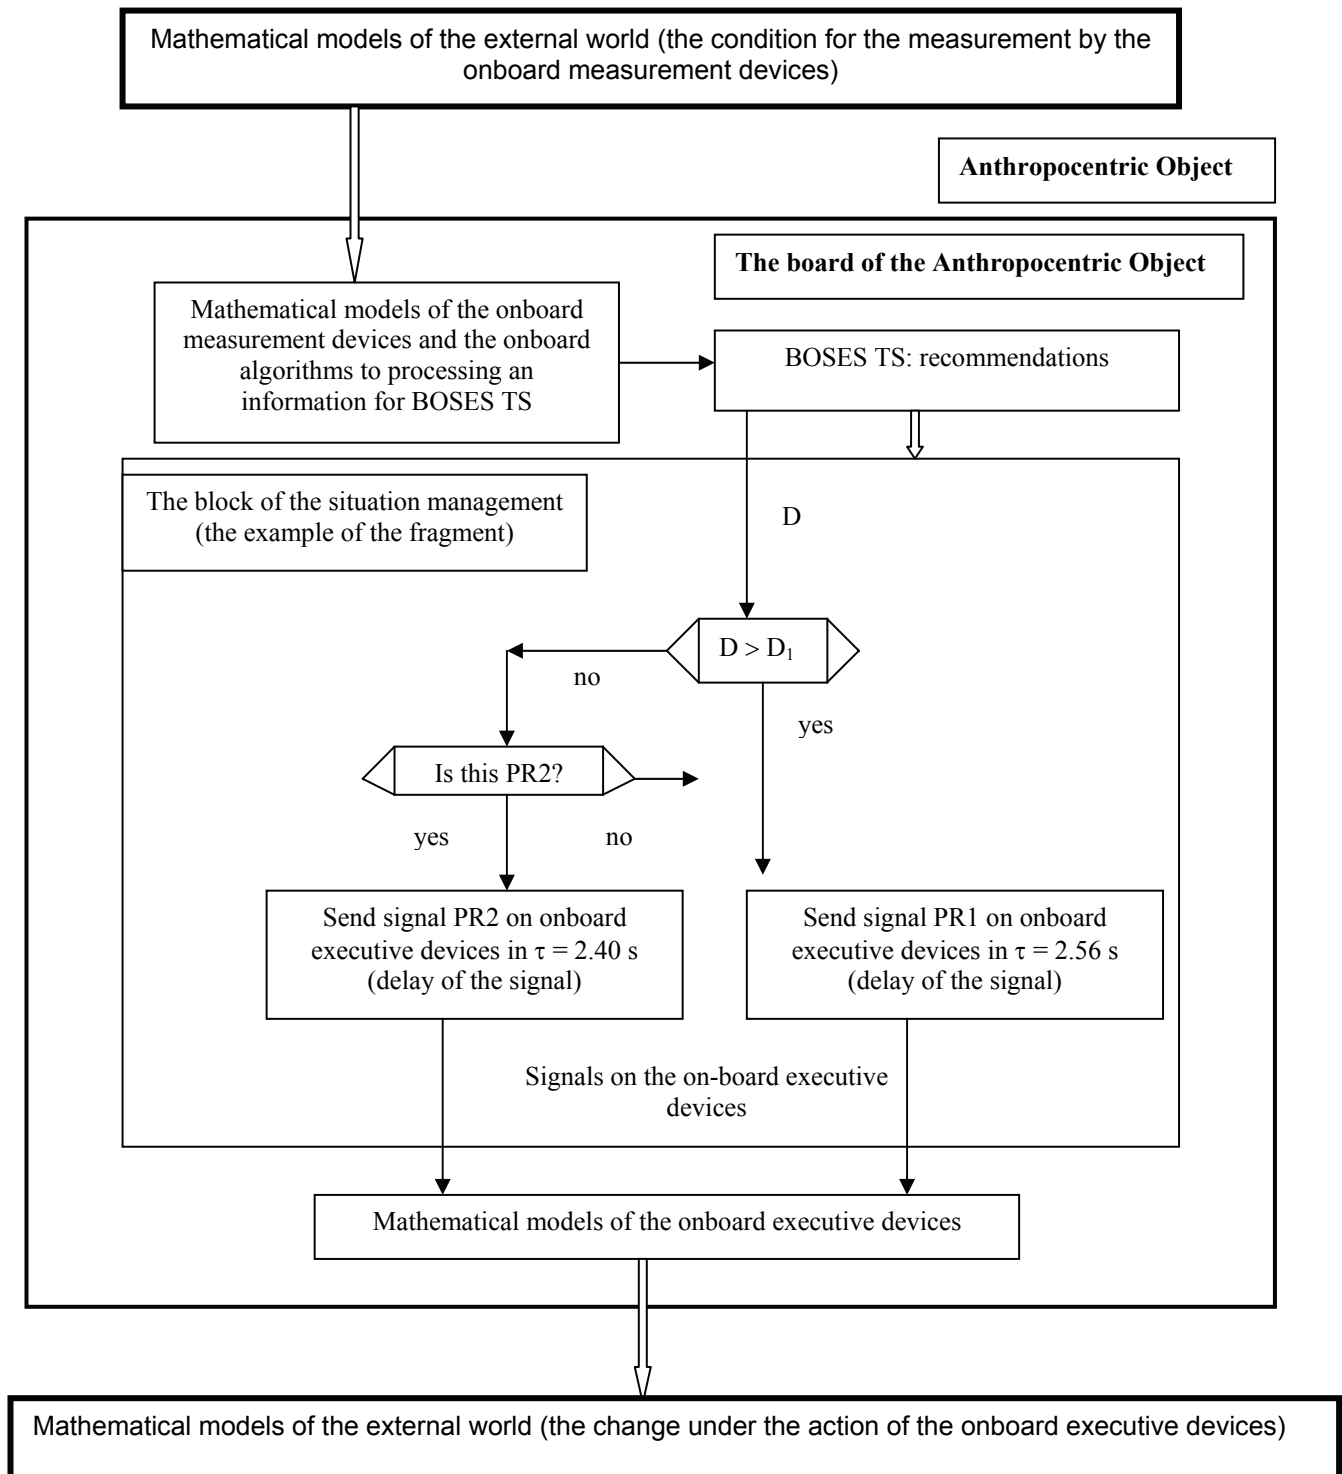 Mathematical models of the external world (the condition for the measurement by the
onboard measurement devices)
Anthropocentric Object
The board of the Anthropocentric Object
Mathematical models of the onboard
measurement devices and the onboard
algorithms to processing an
information for BOSES TS
BOSES TS: recommendations
The block of the situation management
(the example of the fragment)
D
D > D₁
no
yes
Is this PR2?
yes
no
Send signal PR2 on onboard
executive devices in τ = 2.40 s
(delay of the signal)
Send signal PR1 on onboard
executive devices in τ = 2.56 s
(delay of the signal)
Signals on the on-board executive
devices
Mathematical models of the onboard executive devices
Mathematical models of the external world (the change under the action of the onboard executive devices)